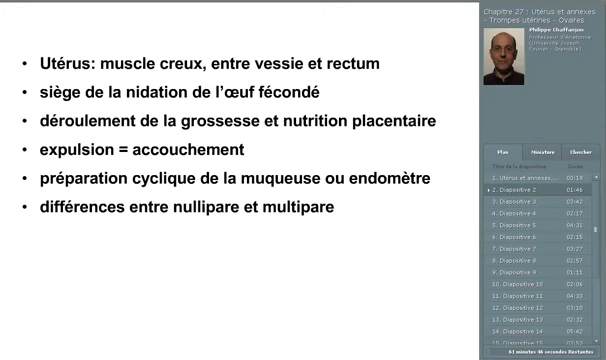 • Utérus: muscle creux, entre vessie et rectum
• siège de la nidation de l'œuf fécondé
• déroulement de la grossesse et nutrition placentaire
• expulsion = accouchement
• préparation cyclique de la muqueuse ou endomètre
• différences entre nullipare et multipare
Chapitre 27 : Utérus et annexes
- Trompes utérines - Ovaires
Philippe Chaffanjon
Professeur d'Anatomie
(Université Joseph
Fourier - Grenoble)
Plan Miniature Chercher
Titre de la diapositive Durée
1. Utérus et annexes... 00:19
2. Diapositive 2 01:46
3. Diapositive 3 03:42
4. Diapositive 4 02:17
5. Diapositive 5 04:31
6. Diapositive 6 02:15
7. Diapositive 7 03:27
8. Diapositive 8 02:57
9. Diapositive 9 01:11
10. Diapositive 10 02:06
11. Diapositive 11 04:33
12. Diapositive 12
13. Diapositive 13 02:32
14. Diapositive 14 05:42
15. Diapositive 15 03:53
61 minutes 46 secondes Restantes